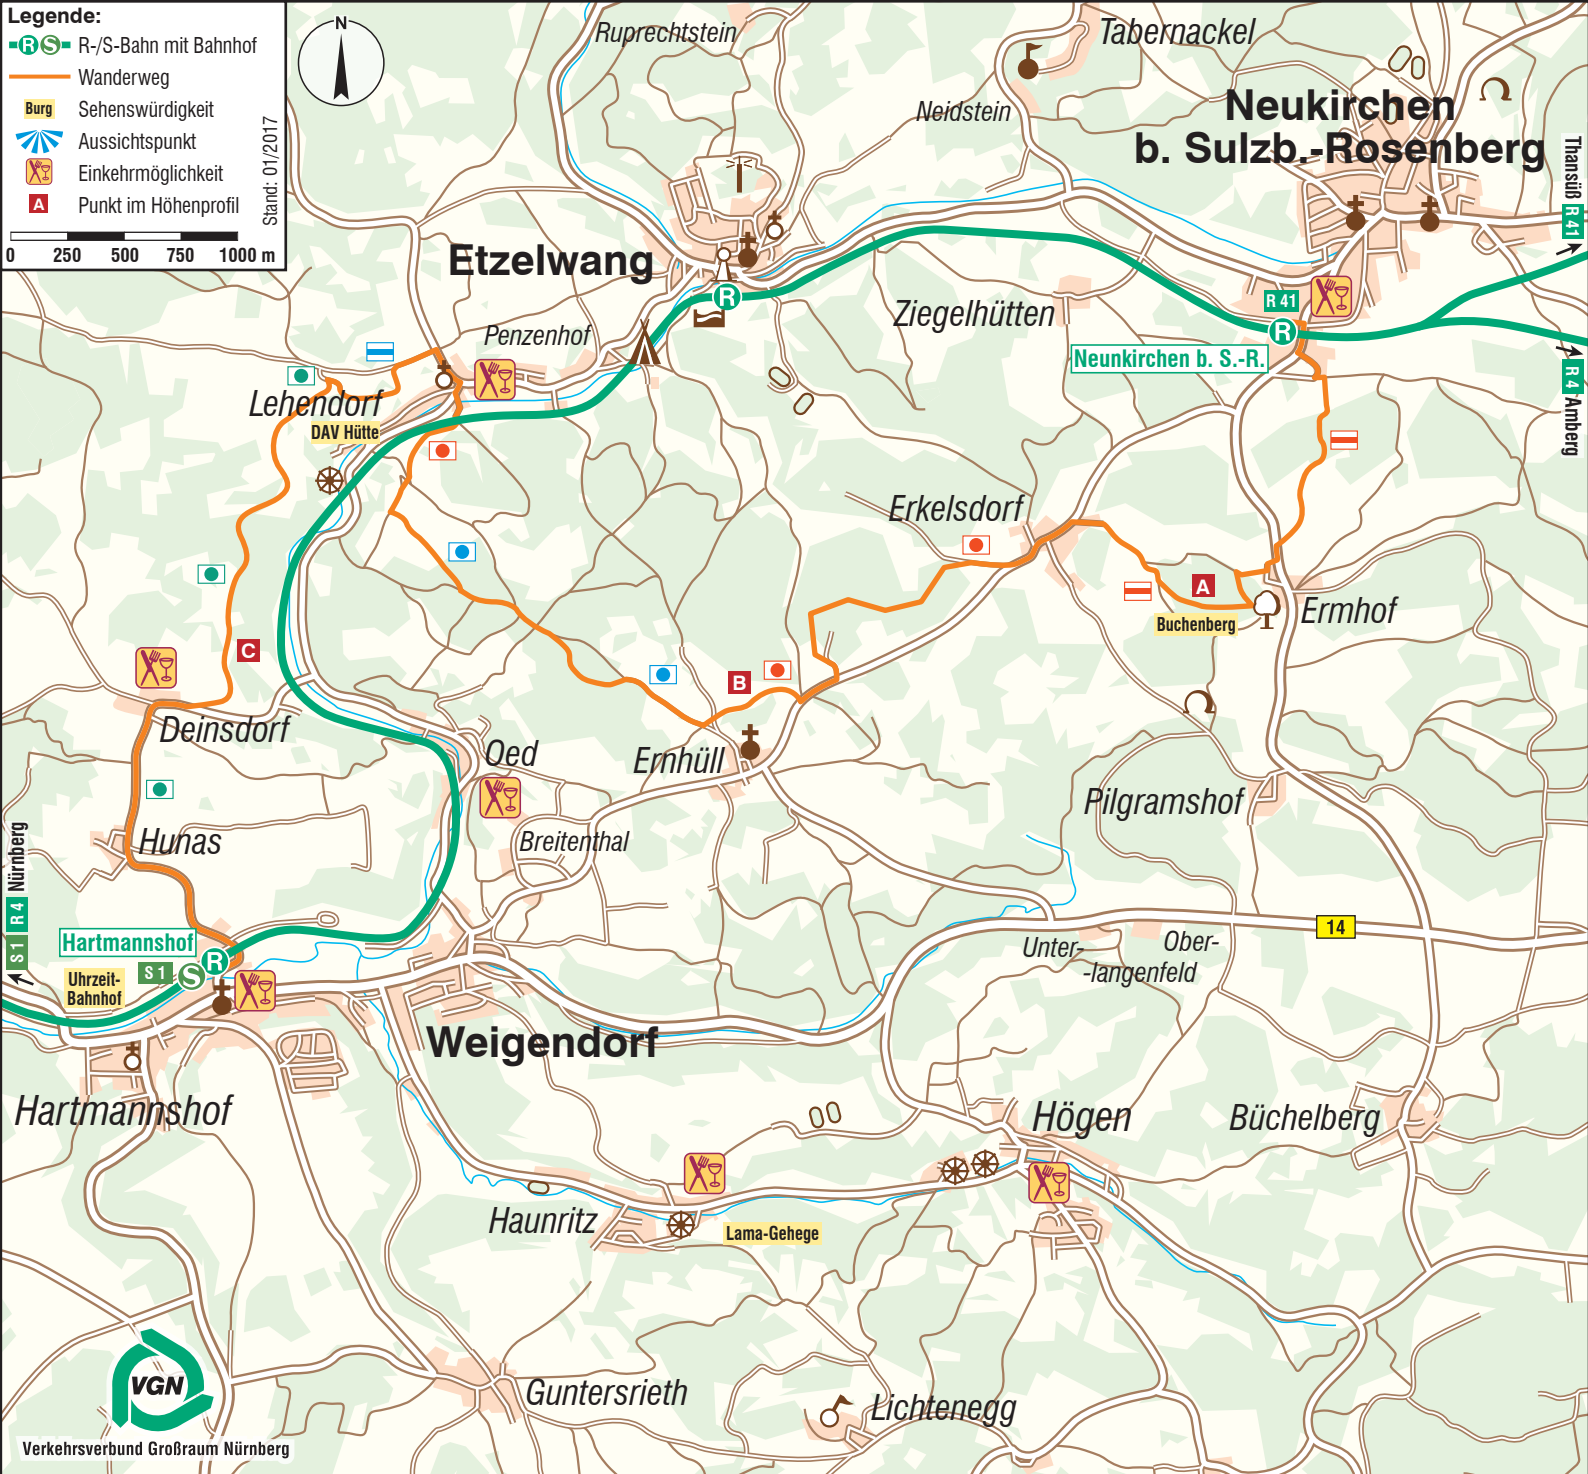 Legende:
R S R-/S-Bahn mit Bahnhof
Wanderweg
Burg Sehenswürdigkeit
Aussichtspunkt
Einkehrmöglichkeit
A Punkt im Höhenprofil
0 250 500 750 1000 m
Stand: 01/2017
N
Ruprechtstein
Tabernackel
Neidstein
Neukirchen
b. Sulzb.-Rosenberg
Thansüß R 41
Etzelwang
R
Ziegelhütten
R 41
R
Neunkirchen b. S.-R.
R 4 Amberg
Penzenhof
Lehendorf
DAV Hütte
Erkelsdorf
A
Buchenberg
Ermhof
C
B
Deinsdorf
Oed
Ernhüll
Pilgramshof
Hunas
Breitenthal
S 1 R 4 Nürnberg
Hartmannshof
R
S 1 S
Uhrzeit-
Bahnhof
14
Unter-
Ober-
-langenfeld
Weigendorf
Hartmannshof
Högen
Büchelberg
Haunritz
Lama-Gehege
VGN
Verkehrsverbund Großraum Nürnberg
Guntersrieth
Lichtenegg